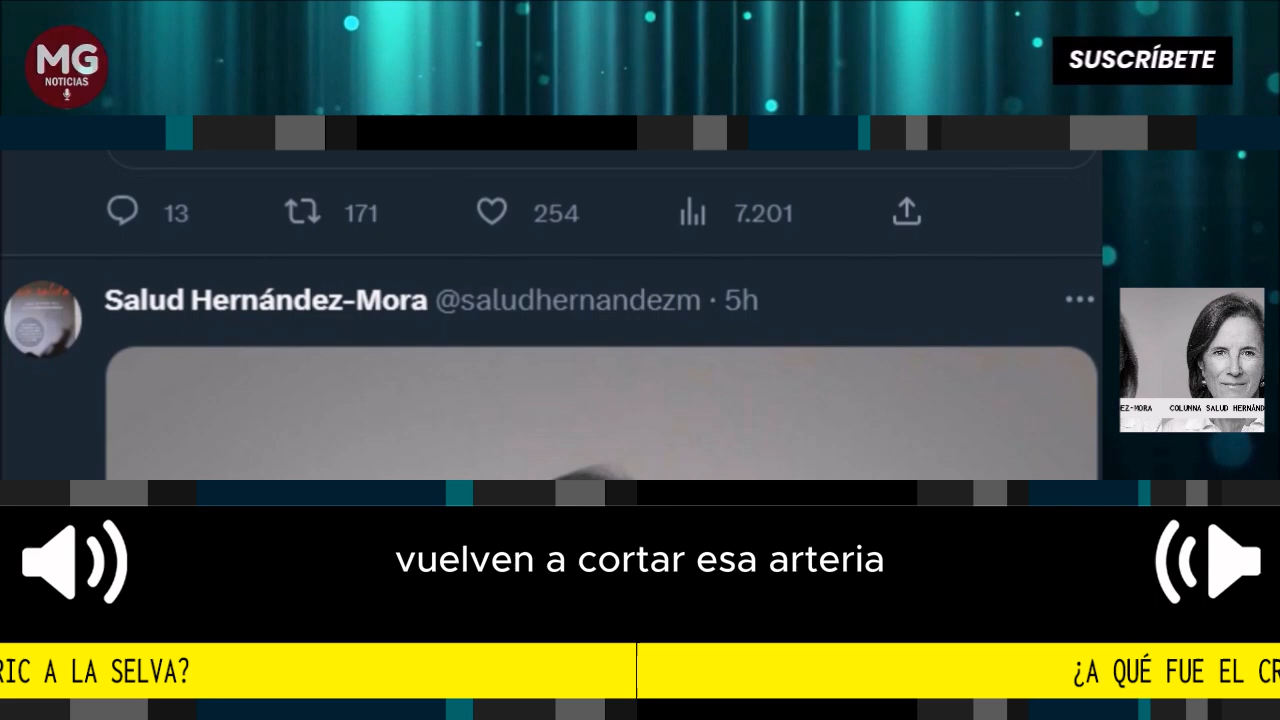 MG
NOTICIAS
SUSCRÍBETE
13 171 254 7.201
Salud Hernández-Mora @saludhernandezm · 5h
EZ-MORA COLUMNA SALUD HERNÁND
vuelven a cortar esa arteria
RIC A LA SELVA? ¿A QUÉ FUE EL CR